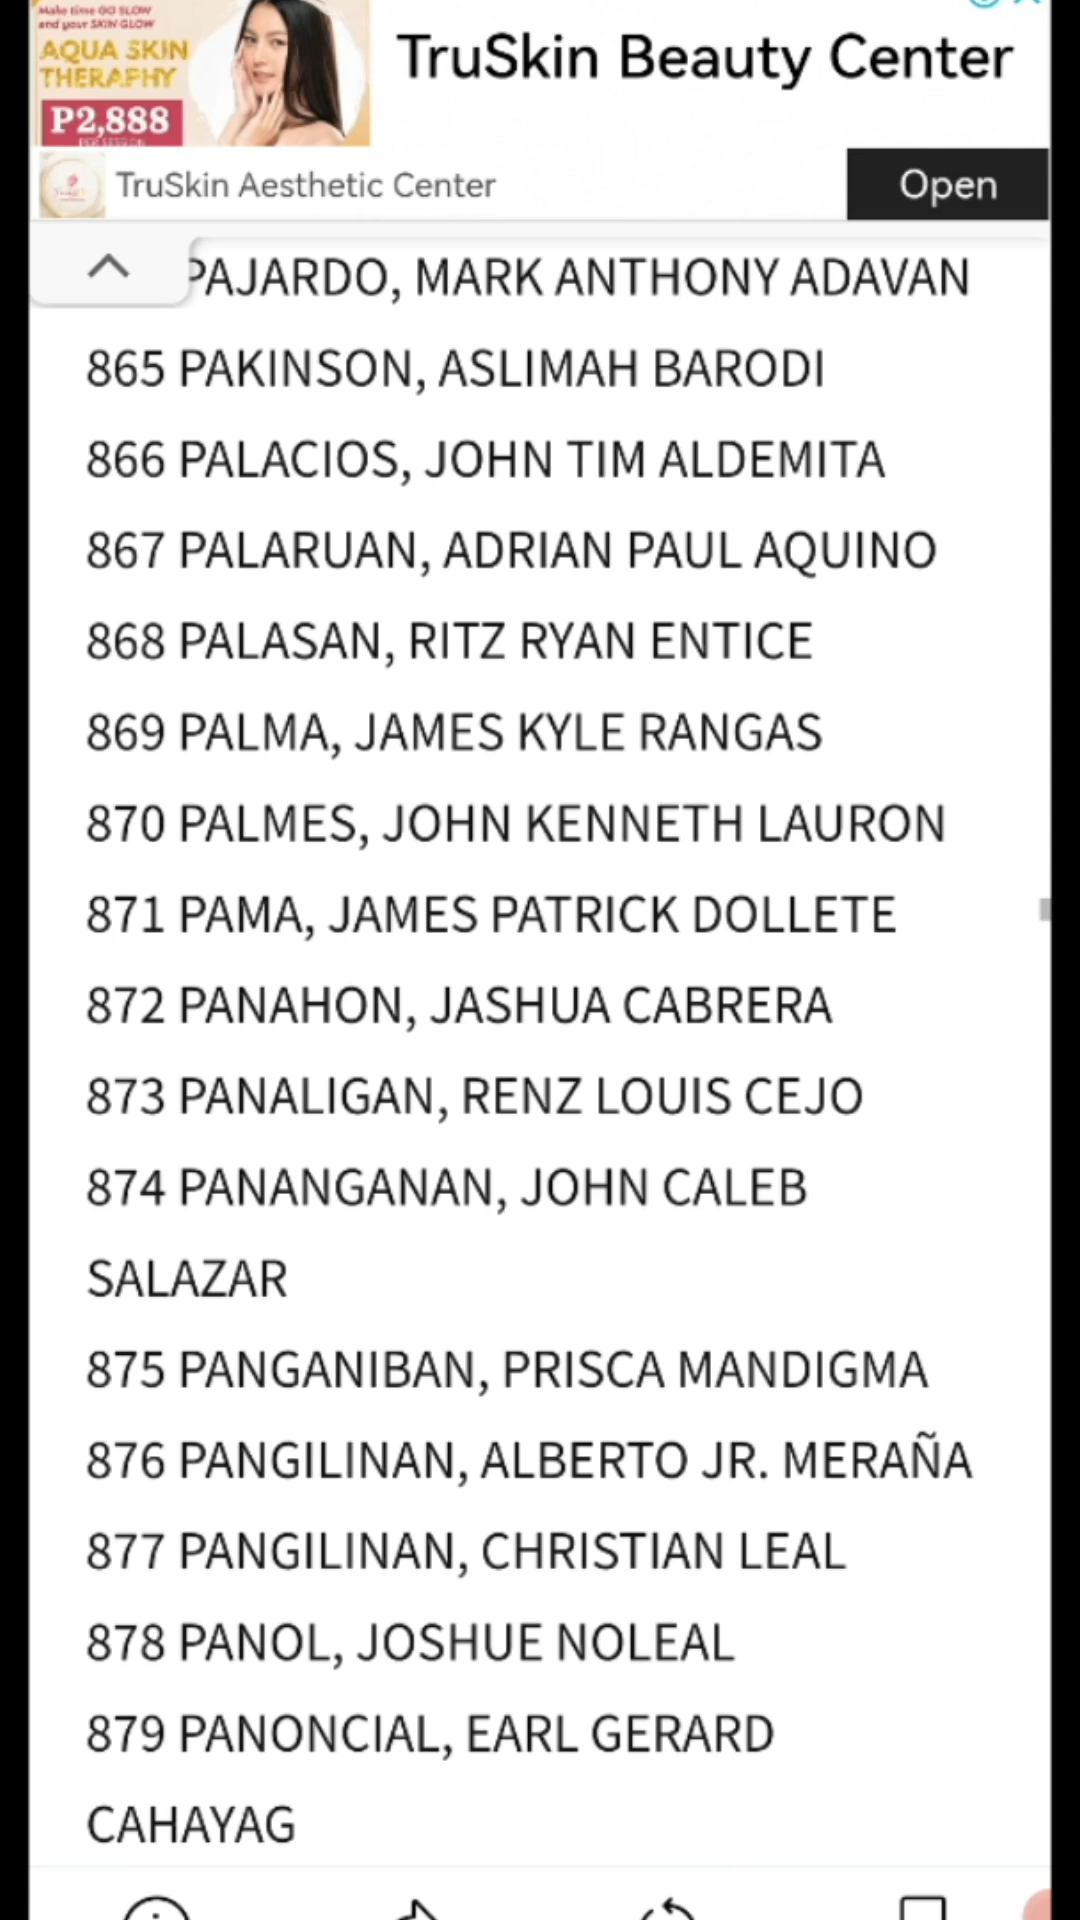 Make time GO SLOW
and your SKIN GLOW
AQUA SKIN
THERAPHY
P2,888
TruSkin Beauty Center
TruSkin Aesthetic Center
Open
PAJARDO, MARK ANTHONY ADAVAN
865 PAKINSON, ASLIMAH BARODI
866 PALACIOS, JOHN TIM ALDEMITA
867 PALARUAN, ADRIAN PAUL AQUINO
868 PALASAN, RITZ RYAN ENTICE
869 PALMA, JAMES KYLE RANGAS
870 PALMES, JOHN KENNETH LAURON
871 PAMA, JAMES PATRICK DOLLETE
872 PANAHON, JASHUA CABRERA
873 PANALIGAN, RENZ LOUIS CEJO
874 PANANGANAN, JOHN CALEB
SALAZAR
875 PANGANIBAN, PRISCA MANDIGMA
876 PANGILINAN, ALBERTO JR. MERAÑA
877 PANGILINAN, CHRISTIAN LEAL
878 PANOL, JOSHUE NOLEAL
879 PANONCIAL, EARL GERARD
CAHAYAG